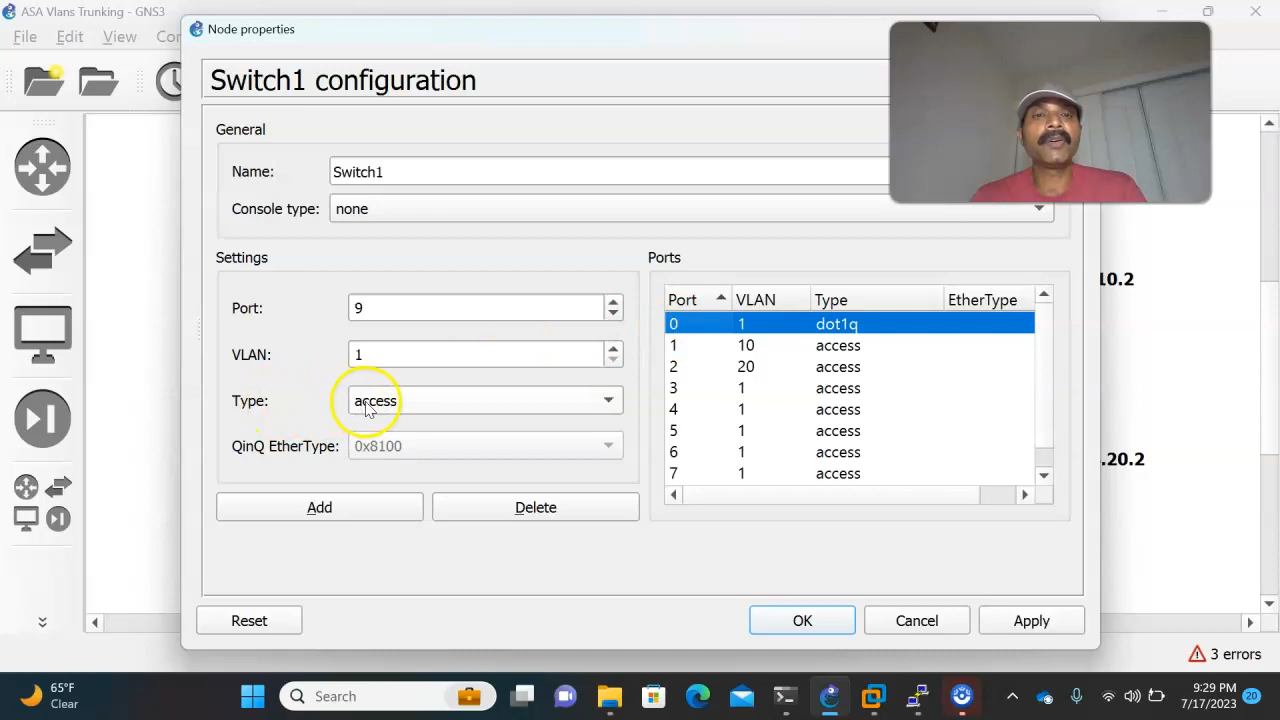 ASA Vlans Trunking - GNS3
File Edit View Co
Node properties
Switch1 configuration
General
Name: Switch1
Console type: none
Settings
Port: 9
VLAN: 1
Type: access
QinQ EtherType: 0x8100
Add Delete
Ports
Port VLAN Type EtherType
0 1 dot1q
1 10 access
2 20 access
3 1 access
4 1 access
5 1 access
6 1 access
7 1 access
10.2
.20.2
Reset OK Cancel Apply
3 errors
65°F
Clear
Search
9:29 PM
7/17/2023
20